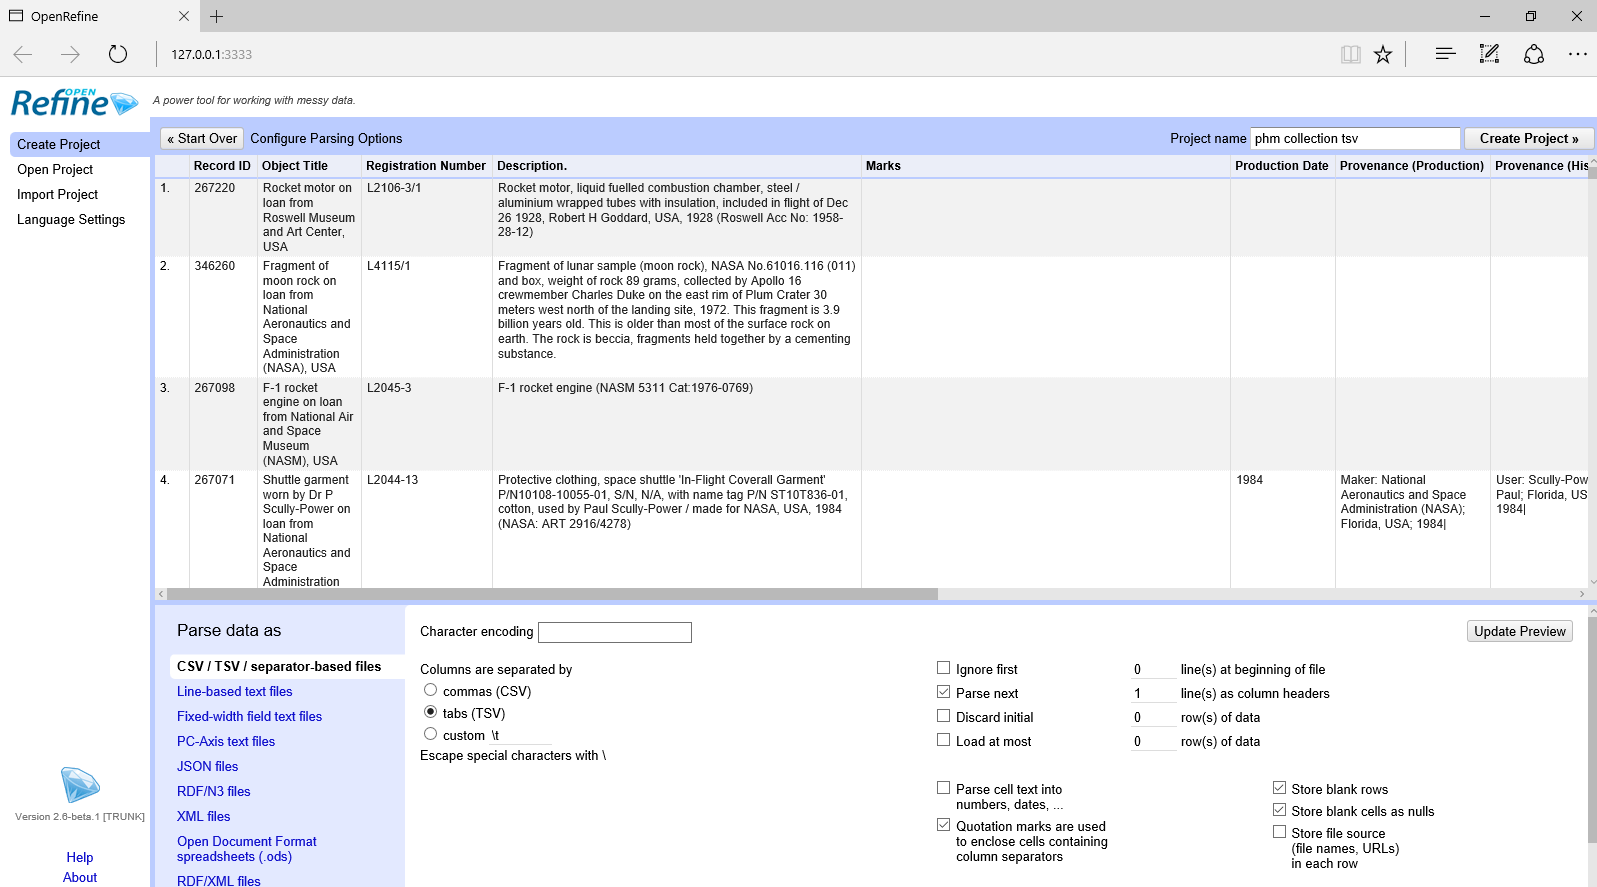 OpenRefine
127.0.0.1:3333
OPEN
Refine
A power tool for working with messy data.
Create Project
Open Project
Import Project
Language Settings
« Start Over
Configure Parsing Options
Project name
phm collection tsv
Create Project »
Record ID
Object Title
Registration Number
Description.
Marks
Production Date
Provenance (Production)
Provenance (His
1.
267220
Rocket motor on
loan from
Roswell Museum
and Art Center,
USA
L2106-3/1
Rocket motor, liquid fuelled combustion chamber, steel /
aluminium wrapped tubes with insulation, included in flight of Dec
26 1928, Robert H Goddard, USA, 1928 (Roswell Acc No: 1958-
28-12)
2.
346260
Fragment of
moon rock on
loan from
National
Aeronautics and
Space
Administration
(NASA), USA
L4115/1
Fragment of lunar sample (moon rock), NASA No.61016.116 (011)
and box, weight of rock 89 grams, collected by Apollo 16
crewmember Charles Duke on the east rim of Plum Crater 30
meters west north of the landing site, 1972. This fragment is 3.9
billion years old. This is older than most of the surface rock on
earth. The rock is beccia, fragments held together by a cementing
substance.
3.
267098
F-1 rocket
engine on loan
from National Air
and Space
Museum
(NASM), USA
L2045-3
F-1 rocket engine (NASM 5311 Cat:1976-0769)
4.
267071
Shuttle garment
worn by Dr P
Scully-Power on
loan from
National
Aeronautics and
Space
Administration
L2044-13
Protective clothing, space shuttle 'In-Flight Coverall Garment'
P/N10108-10055-01, S/N, N/A, with name tag P/N ST10T836-01,
cotton, used by Paul Scully-Power / made for NASA, USA, 1984
(NASA: ART 2916/4278)
1984
Maker: National
Aeronautics and Space
Administration (NASA);
Florida, USA; 1984|
User: Scully-Pow
Paul; Florida, US
1984|
Parse data as
CSV / TSV / separator-based files
Line-based text files
Fixed-width field text files
PC-Axis text files
JSON files
RDF/N3 files
XML files
Open Document Format
spreadsheets (.ods)
RDF/XML files
Version 2.6-beta.1 [TRUNK]
Help
About
Character encoding
Update Preview
Columns are separated by
commas (CSV)
tabs (TSV)
custom \t
Escape special characters with \
Ignore first 0 line(s) at beginning of file
Parse next 1 line(s) as column headers
Discard initial 0 row(s) of data
Load at most 0 row(s) of data
Parse cell text into
numbers, dates, ...
Quotation marks are used
to enclose cells containing
column separators
Store blank rows
Store blank cells as nulls
Store file source
(file names, URLs)
in each row